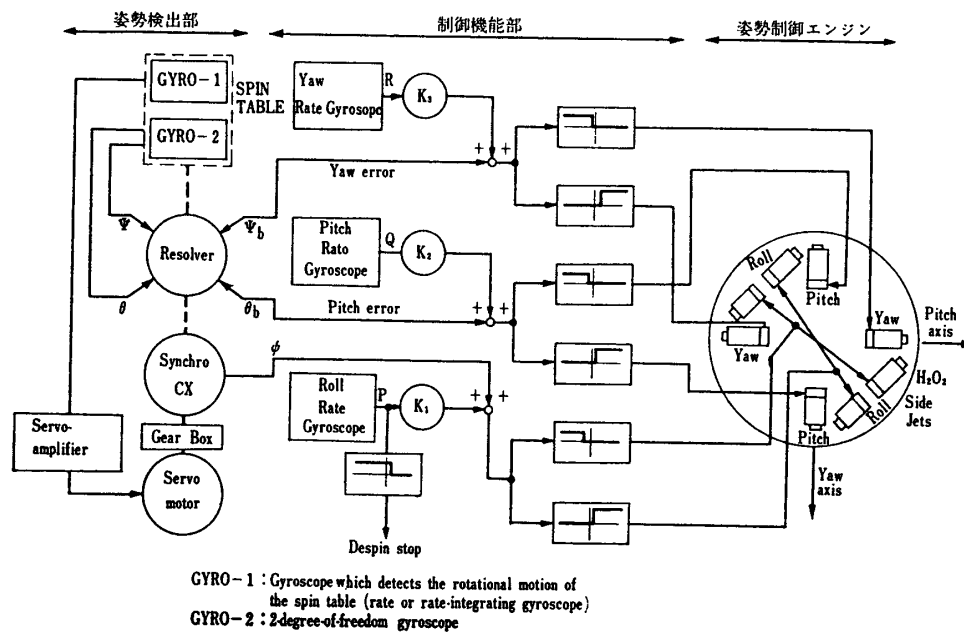 姿勢検出部
制御機能部
姿勢制御エンジン
GYRO-1
SPIN
TABLE
GYRO-2
Ψ
Ψb
Resolver
θ
θb
Synchro
CX
ϕ
Gear Box
Servo-
amplifier
Servo
motor
Yaw
Rate Gyrosopc
R
K₃
+ +
Yaw error
Pitch
Rato
Gyroscope
Q
K₂
+ +
Pitch error
Roll
Rate
Gyroscope
P
K₁
+
+
Despin stop
Roll
Pitch
Yaw
Yaw
Pitch
axis
H₂O₂
Side
Jets
Roll
Pitch
Yaw
axis
GYRO-1 : Gyroscope which detects the rotational motion of
the spin table (rate or rate-integrating gyroscope)
GYRO-2 : 2-degree-of-freedom gyroscope